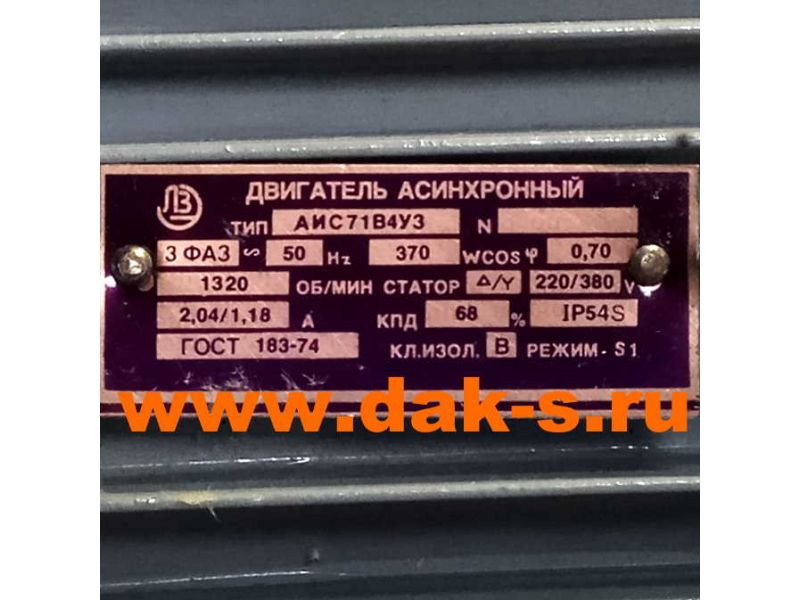 ЛЗ ДВИГАТЕЛЬ АСИНХРОННЫЙ
ТИП АИС71В4У3 N
3 ФАЗ ~ 50 Hz 370 W COS φ 0,70
1320 ОБ/МИН СТАТОР Δ/Y 220/380 V
2,04/1,18 А КПД 68 % IP54S
ГОСТ 183-74 КЛ.ИЗОЛ. В РЕЖИМ - S1
www.dak-s.ru